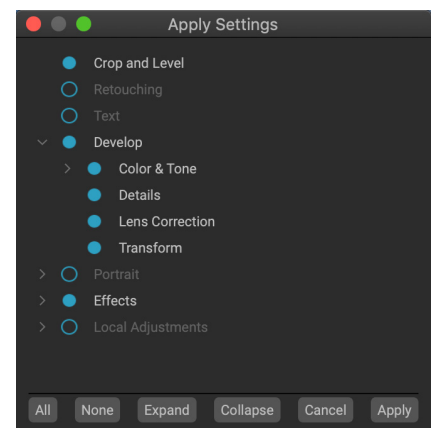 Apply Settings
Crop and Level
Retouching
Text
Develop
Color & Tone
Details
Lens Correction
Transform
Portrait
Effects
Local Adjustments
All None Expand Collapse Cancel Apply